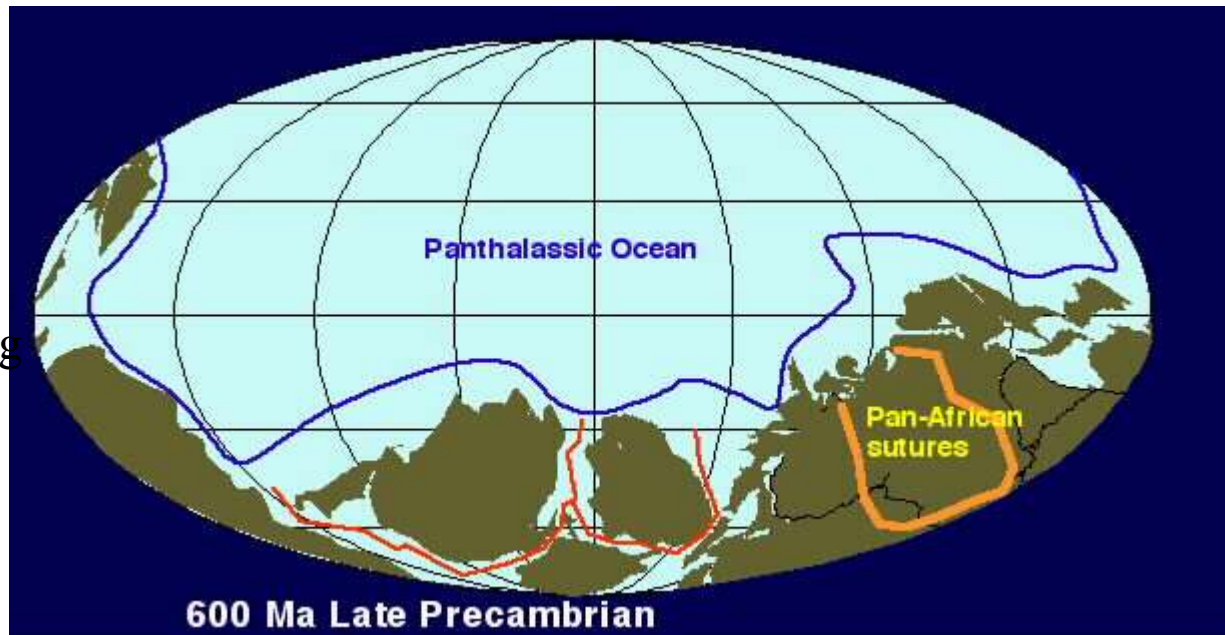 Panthalassic Ocean
g
Pan-African
sutures
600 Ma Late Precambrian